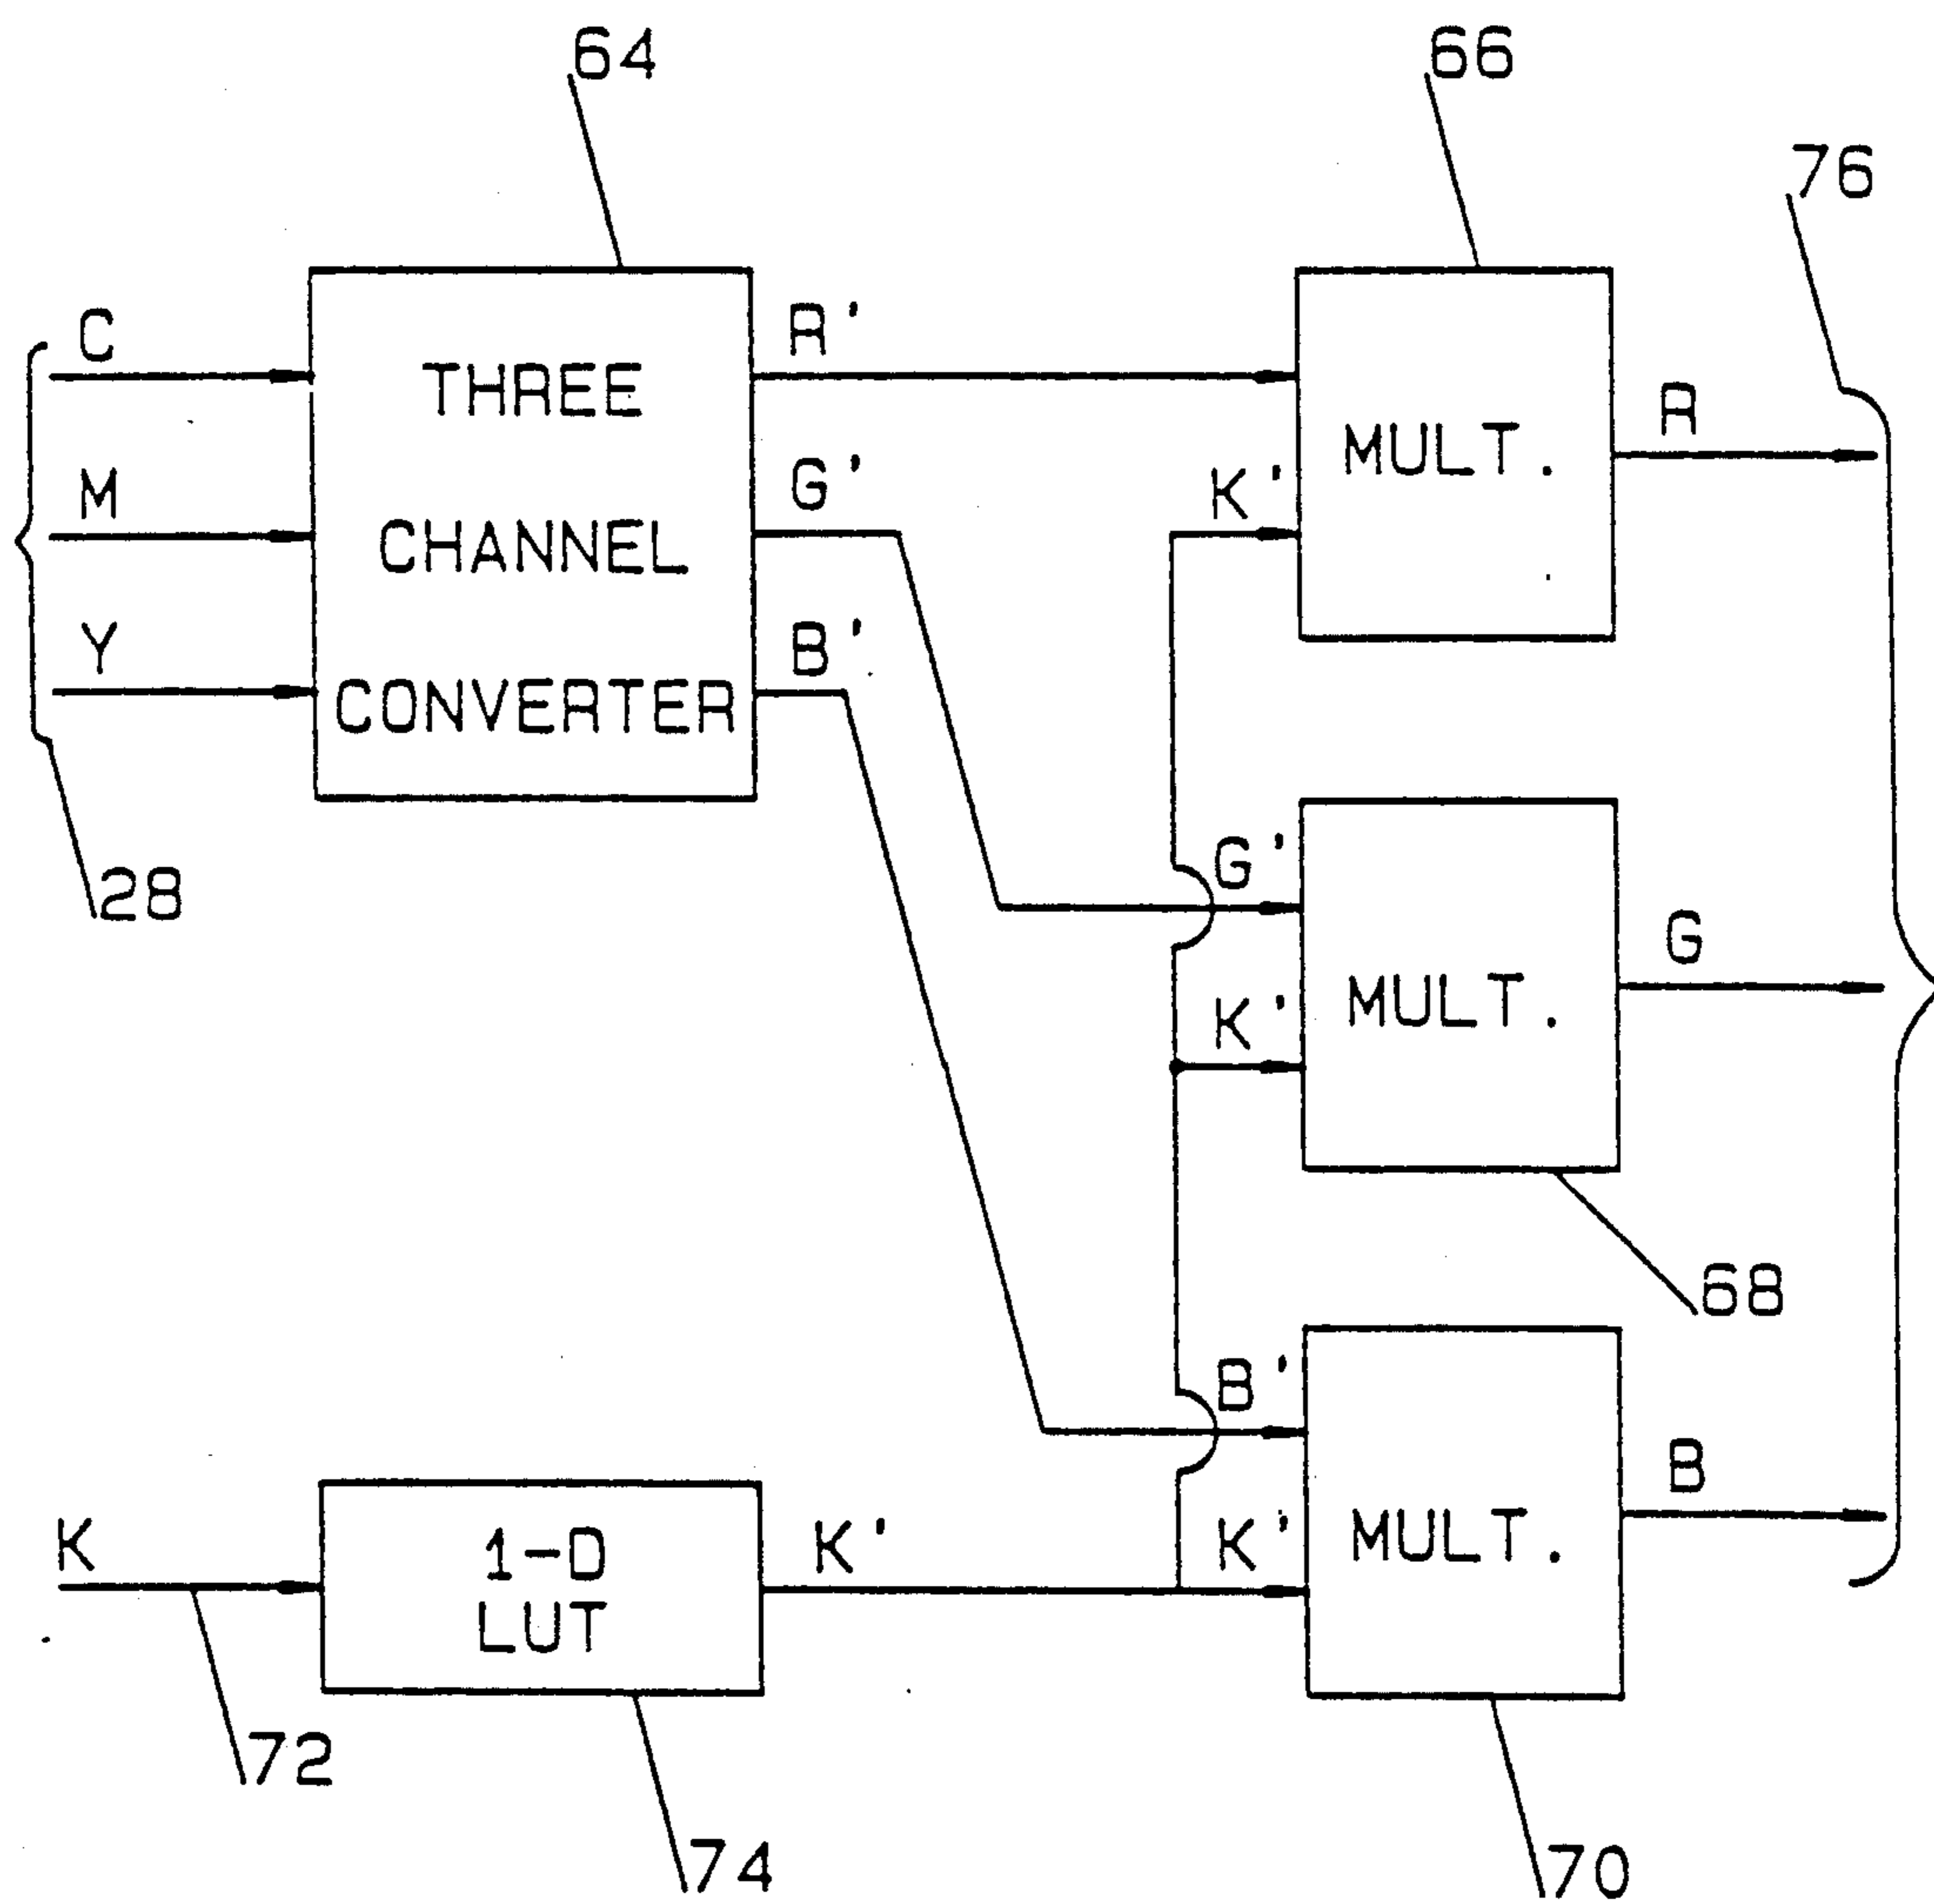 64
66
76
C
M
Y
28
THREE
CHANNEL
CONVERTER
R'
G'
B'
K'
MULT.
R
G'
K'
MULT.
G
68
B'
K'
MULT.
B
K
72
1-D
LUT
K'
74
70